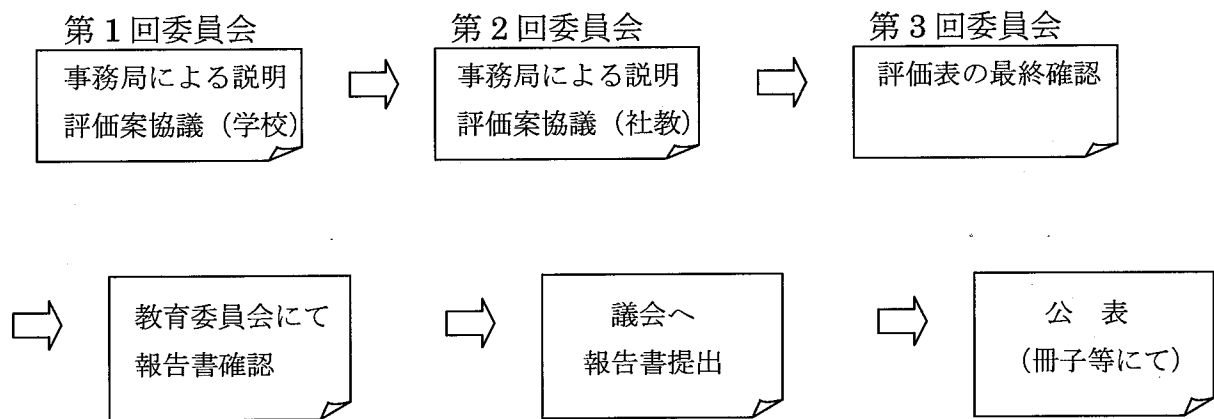 第1回委員会
事務局による説明
評価案協議（学校）
第2回委員会
事務局による説明
評価案協議（社教）
第3回委員会
評価表の最終確認
教育委員会にて
報告書確認
議会へ
報告書提出
公　表
（冊子等にて）